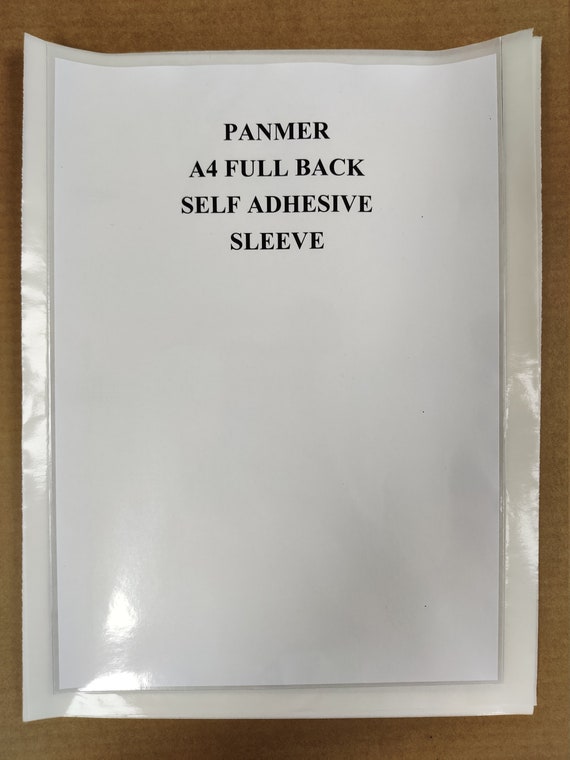 PANMER
A4 FULL BACK
SELF ADHESIVE
SLEEVE